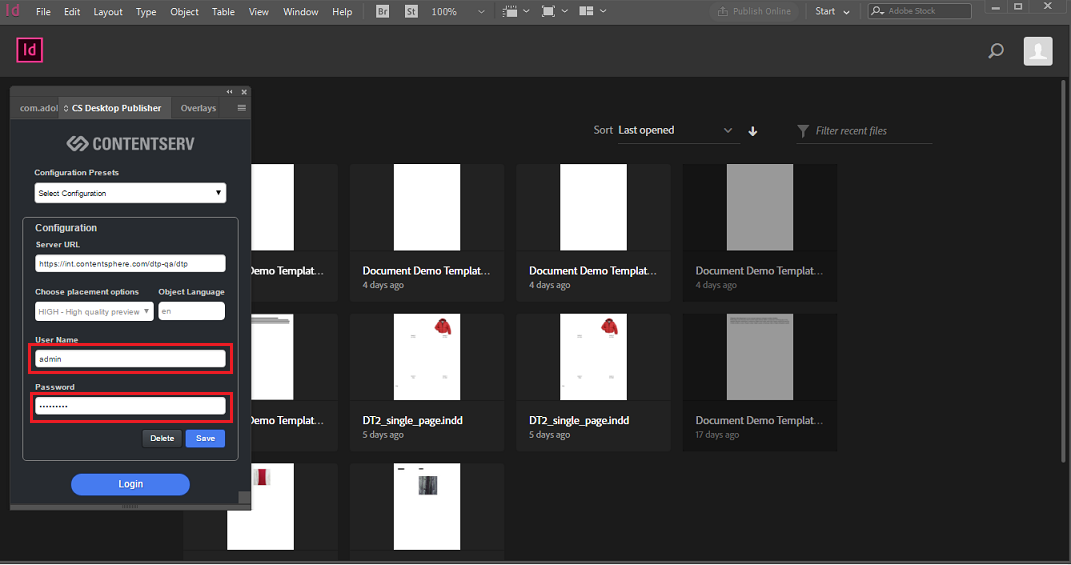 Id File Edit Layout Type Object Table View Window Help Br St 100% Publish Online Start Adobe Stock
Id
com.adol CS Desktop Publisher Overlays
CONTENTSERV
Configuration Presets
Select Configuration
Configuration
Server URL
https://int.contentsphere.com/dtp-qa/dtp
Choose placement options Object Language
HIGH - High quality preview en
User Name
admin
Password
•••••••••
Delete Save
Login
Sort Last opened Filter recent files
Demo Templat...
Document Demo Templat...
4 days ago
Document Demo Templat...
4 days ago
Document Demo Templat...
4 days ago
Demo Templat...
DT2_single_page.indd
5 days ago
DT2_single_page.indd
5 days ago
Document Demo Templat...
17 days ago